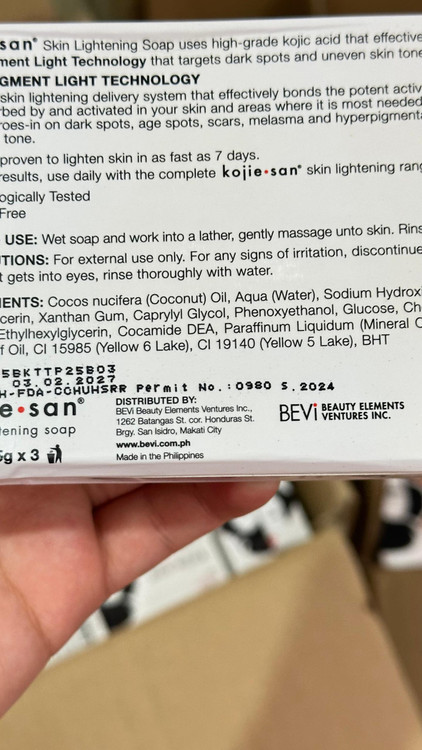 san® Skin Lightening Soap uses high-grade kojic acid that effective
ment Light Technology that targets dark spots and uneven skin tone
GMENT LIGHT TECHNOLOGY
skin lightening delivery system that effectively bonds the potent activ
bed by and activated in your skin and areas where it is most needed
oes-in on dark spots, age spots, scars, melasma and hyperpigmenta
tone.
proven to lighten skin in as fast as 7 days.
results, use daily with the complete kojie•san® skin lightening rang
ogically Tested
Free
USE: Wet soap and work into a lather, gently massage unto skin. Rins
TIONS: For external use only. For any signs of irritation, discontinue
t gets into eyes, rinse thoroughly with water.
IENTS: Cocos nucifera (Coconut) Oil, Aqua (Water), Sodium Hydroxi
cerin, Xanthan Gum, Caprylyl Glycol, Phenoxyethanol, Glucose, Ch
Ethylhexylglycerin, Cocamide DEA, Paraffinum Liquidum (Mineral O
f Oil, CI 15985 (Yellow 6 Lake), CI 19140 (Yellow 5 Lake), BHT
5BKTTP25B03
03.02.2027
H-FDA-CGHUHSRR Permit No.:0980 S.2024
e•san®
tening soap
5g x 3
DISTRIBUTED BY:
BEVi Beauty Elements Ventures Inc.,
1262 Batangas St. cor. Honduras St.
Brgy. San Isidro, Makati City
www.bevi.com.ph
Made in the Philippines
BEVi BEAUTY ELEMENTS
VENTURES INC.